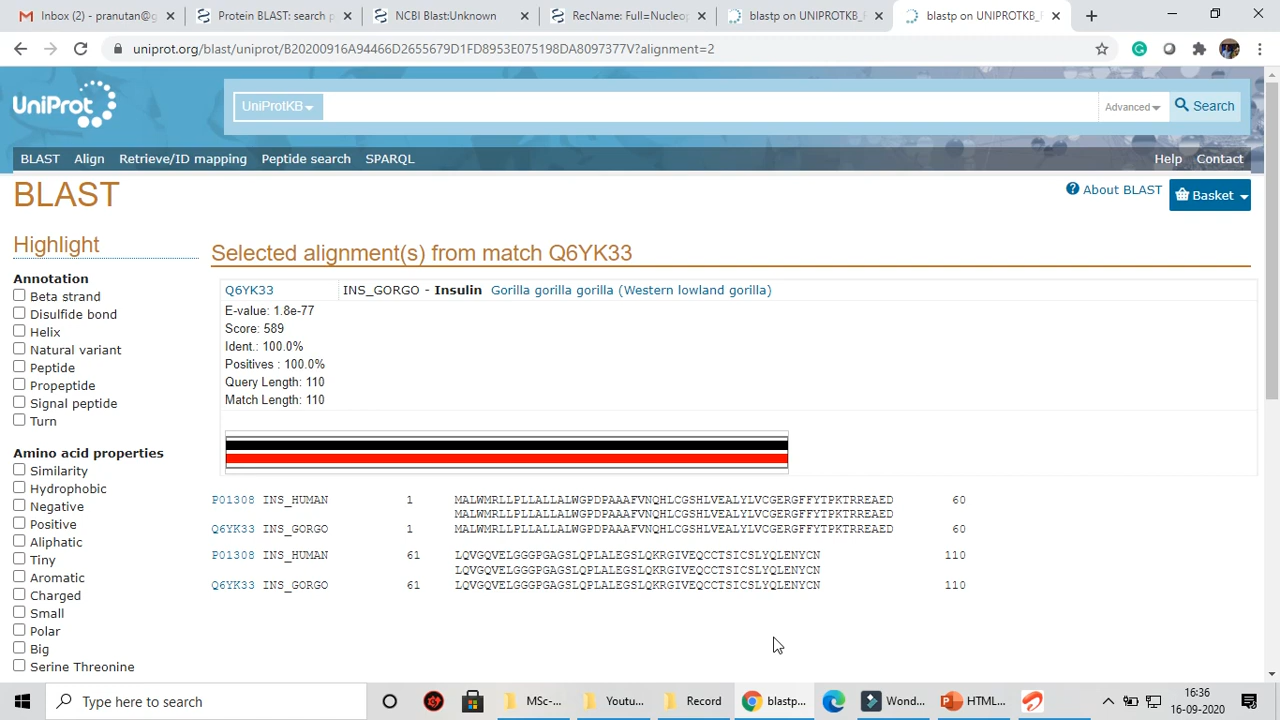 Inbox (2) - pranutan@g
Protein BLAST: search p
NCBI Blast:Unknown
RecName: Full=Nucleop
blastp on UNIPROTKB_
blastp on UNIPROTKB_
uniprot.org/blast/uniprot/B20200916A94466D2655679D1FD8953E075198DA8097377V?alignment=2
UniProt
UniProtKB
Advanced
Search
BLAST Align Retrieve/ID mapping Peptide search SPARQL Help Contact
BLAST
About BLAST
Basket
Highlight
Selected alignment(s) from match Q6YK33
Annotation
Beta strand
Disulfide bond
Helix
Natural variant
Peptide
Propeptide
Signal peptide
Turn
Amino acid properties
Similarity
Hydrophobic
Negative
Positive
Aliphatic
Tiny
Aromatic
Charged
Small
Polar
Big
Serine Threonine
Q6YK33 INS_GORGO - Insulin Gorilla gorilla gorilla (Western lowland gorilla)
E-value: 1.8e-77
Score: 589
Ident.: 100.0%
Positives : 100.0%
Query Length: 110
Match Length: 110
P01308 INS_HUMAN 1 MALWMRLLPLLALLALWGPDPAAAFVNQHLCGSHLVEALYLVCGERGFFYTPKTRREAED 60
MALWMRLLPLLALLALWGPDPAAAFVNQHLCGSHLVEALYLVCGERGFFYTPKTRREAED
Q6YK33 INS_GORGO 1 MALWMRLLPLLALLALWGPDPAAAFVNQHLCGSHLVEALYLVCGERGFFYTPKTRREAED 60
P01308 INS_HUMAN 61 LQVGQVELGGGPGAGSLQPLALEGSLQKRGIVEQCCTSICSLYQLENYCN 110
LQVGQVELGGGPGAGSLQPLALEGSLQKRGIVEQCCTSICSLYQLENYCN
Q6YK33 INS_GORGO 61 LQVGQVELGGGPGAGSLQPLALEGSLQKRGIVEQCCTSICSLYQLENYCN 110
Type here to search
MSc-...
Youtu...
Record
blastp...
Wond...
HTML...
16:36
16-09-2020